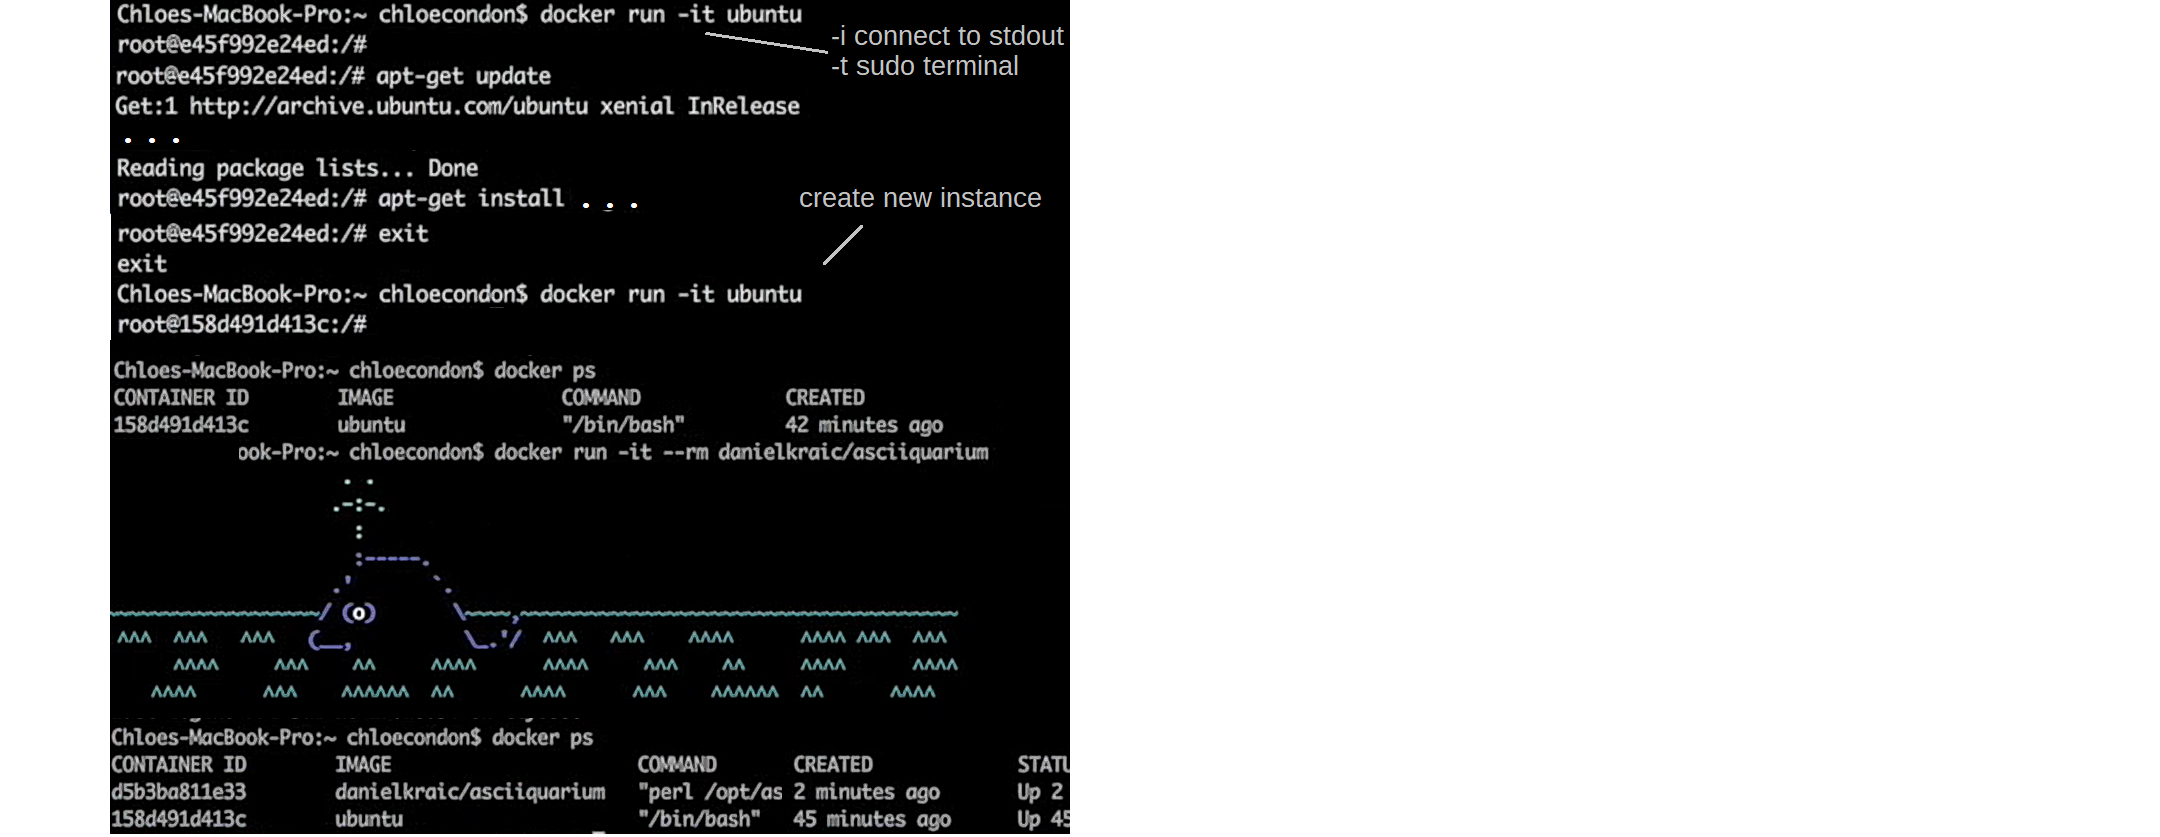 Chloes-MacBook-Pro:~ chloecondon$ docker run -it ubuntu
-i connect to stdout
root@e45f992e24ed:/#
-t sudo terminal
root@e45f992e24ed:/# apt-get update
Get:1 http://archive.ubuntu.com/ubuntu xenial InRelease
. . .
Reading package lists... Done
root@e45f992e24ed:/# apt-get install . . .
create new instance
root@e45f992e24ed:/# exit
exit
Chloes-MacBook-Pro:~ chloecondon$ docker run -it ubuntu
root@158d491d413c:/#
Chloes-MacBook-Pro:~ chloecondon$ docker ps
CONTAINER ID IMAGE COMMAND CREATED
158d491d413c ubuntu "/bin/bash" 42 minutes ago
ook-Pro:~ chloecondon$ docker run -it --rm danielkraic/asciiquarium
Chloes-MacBook-Pro:~ chloecondon$ docker ps
CONTAINER ID IMAGE COMMAND CREATED STATU
d5b3ba811e33 danielkraic/asciiquarium "perl /opt/as 2 minutes ago Up 2
158d491d413c ubuntu "/bin/bash" 45 minutes ago Up 45